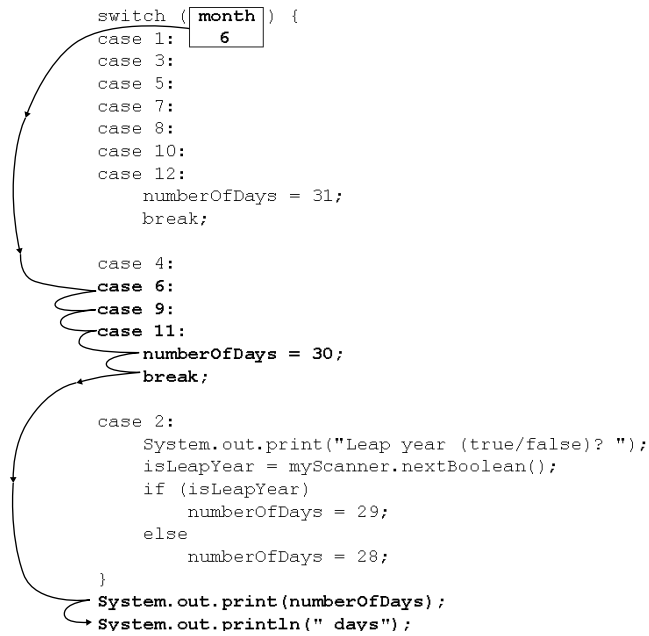 switch ( month ) {
case 1: 6
case 3:
case 5:
case 7:
case 8:
case 10:
case 12:
numberOfDays = 31;
break;
case 4:
case 6:
case 9:
case 11:
numberOfDays = 30;
break;
case 2:
System.out.print("Leap year (true/false)? ");
isLeapYear = myScanner.nextBoolean();
if (isLeapYear)
numberOfDays = 29;
else
numberOfDays = 28;
}
System.out.print(numberOfDays);
System.out.println(" days");